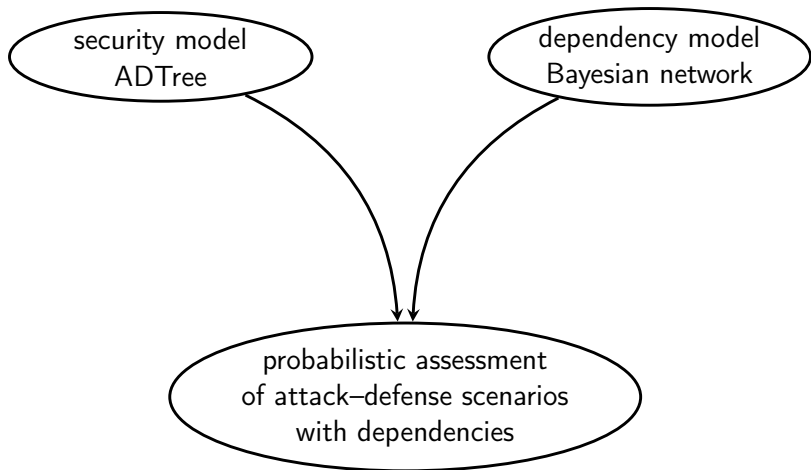 security model
ADTree
dependency model
Bayesian network
probabilistic assessment
of attack–defense scenarios
with dependencies